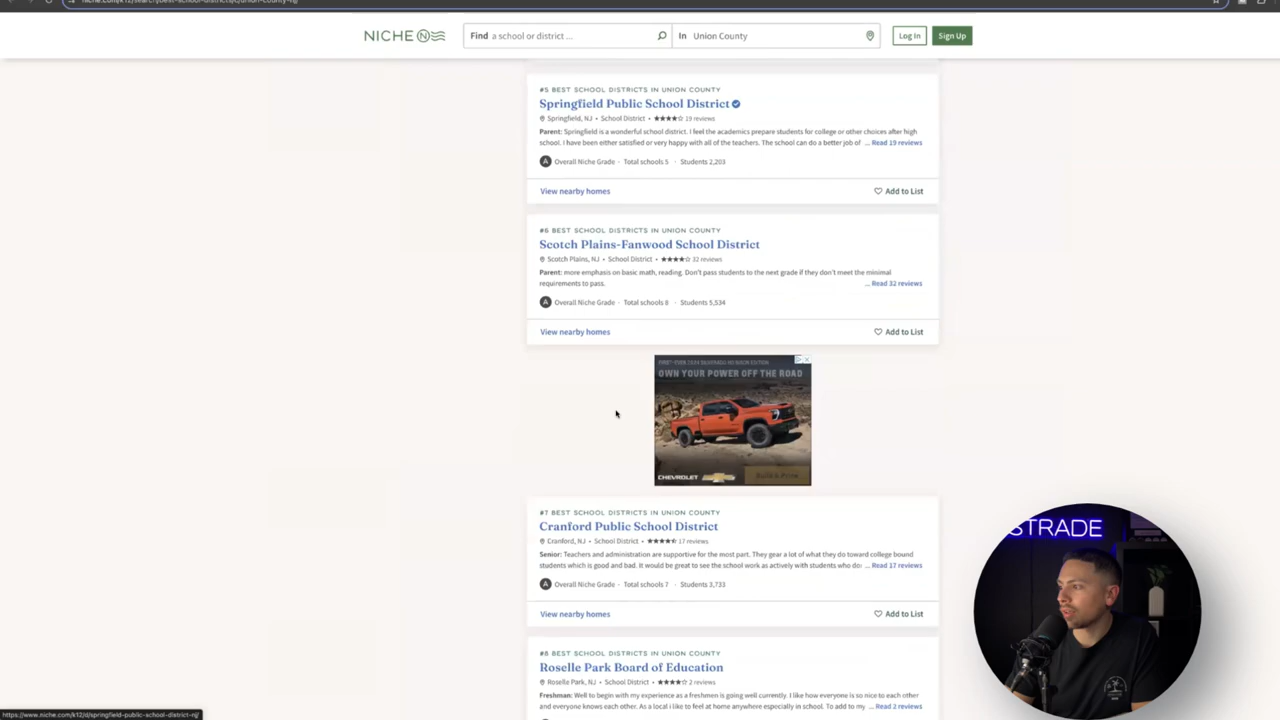 NICHE
Find a school or district ...
In Union County
Log In
Sign Up
#5 BEST SCHOOL DISTRICTS IN UNION COUNTY
Springfield Public School District
Springfield, NJ • School District • ★★★★☆ 19 reviews
Parent: Springfield is a wonderful school district. I feel the academics prepare students for college or other choices after high
school. I have been either satisfied or very happy with all of the teachers. The school can do a better job of ... Read 19 reviews
A Overall Niche Grade · Total schools 5 · Students 2,203
View nearby homes
Add to List
#6 BEST SCHOOL DISTRICTS IN UNION COUNTY
Scotch Plains-Fanwood School District
Scotch Plains, NJ • School District • ★★★★☆ 32 reviews
Parent: more emphasis on basic math, reading. Don't pass students to the next grade if they don't meet the minimal
requirements to pass. ... Read 32 reviews
A Overall Niche Grade · Total schools 8 · Students 5,534
View nearby homes
Add to List
OWN YOUR POWER OFF THE ROAD
CHEVROLET
#7 BEST SCHOOL DISTRICTS IN UNION COUNTY
Cranford Public School District
Cranford, NJ • School District • ★★★★ 17 reviews
Senior: Teachers and administration are supportive for the most part. They gear a lot of what they do toward college bound
students which is good and bad. It would be great to see the school work as actively with students who do ... Read 17 reviews
A Overall Niche Grade · Total schools 7 · Students 3,733
View nearby homes
Add to List
#8 BEST SCHOOL DISTRICTS IN UNION COUNTY
Roselle Park Board of Education
Roselle Park, NJ • School District • ★★★★☆ 2 reviews
Freshman: Well to begin with my experience as a freshmen is going well currently. I like how everyone is so nice to each other
and everyone knows each other. As a local i like to feel at home especially in school. To add to my ... Read 2 reviews
https://www.niche.com/k12/d/springfield-public-school-district-nj/
STRADE